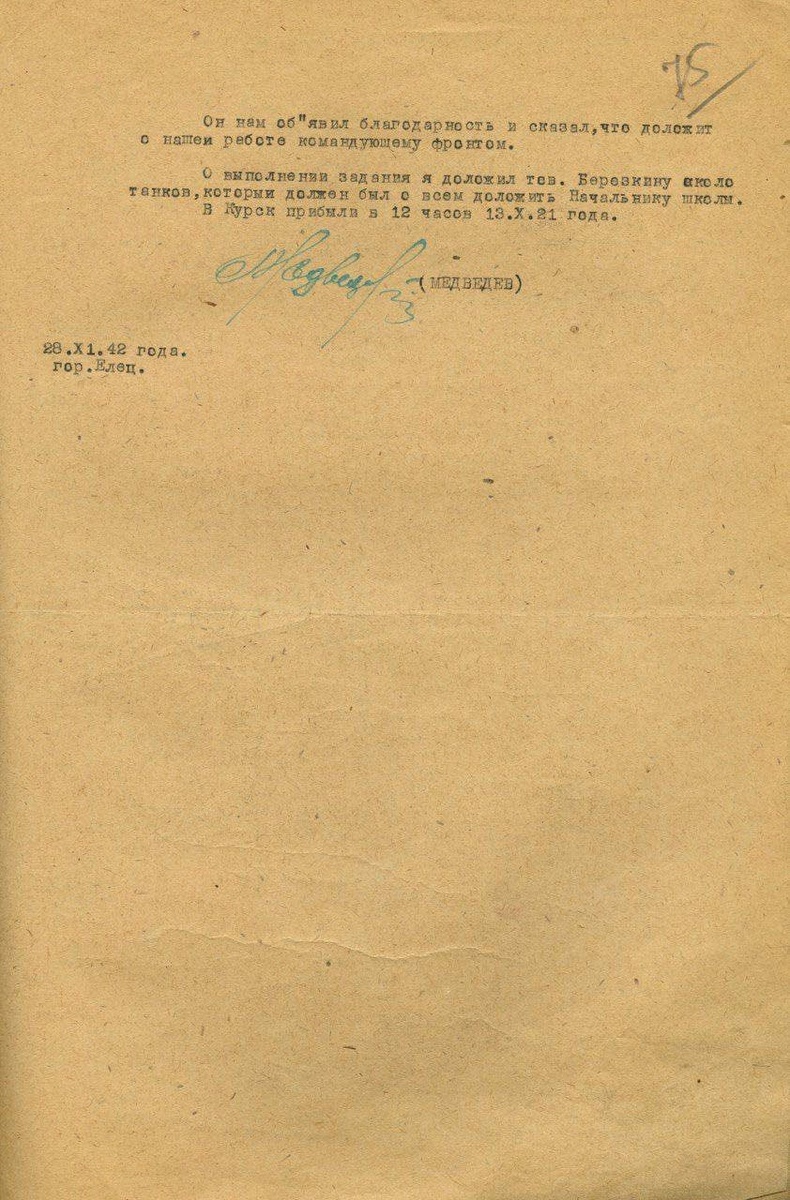 75
Он нам об"явил благодарность и сказал,что доложит
о нашей работе командующему фронтом.
О выполнении задания я доложил тов. Березкину около
танков,который должен был о всем доложить Начальнику школы.
В Курск прибыли в 12 часов 13.X.21 года.
Медведев
(МЕДВЕДЕВ)
28.X1.42 года.
гор.Елец.